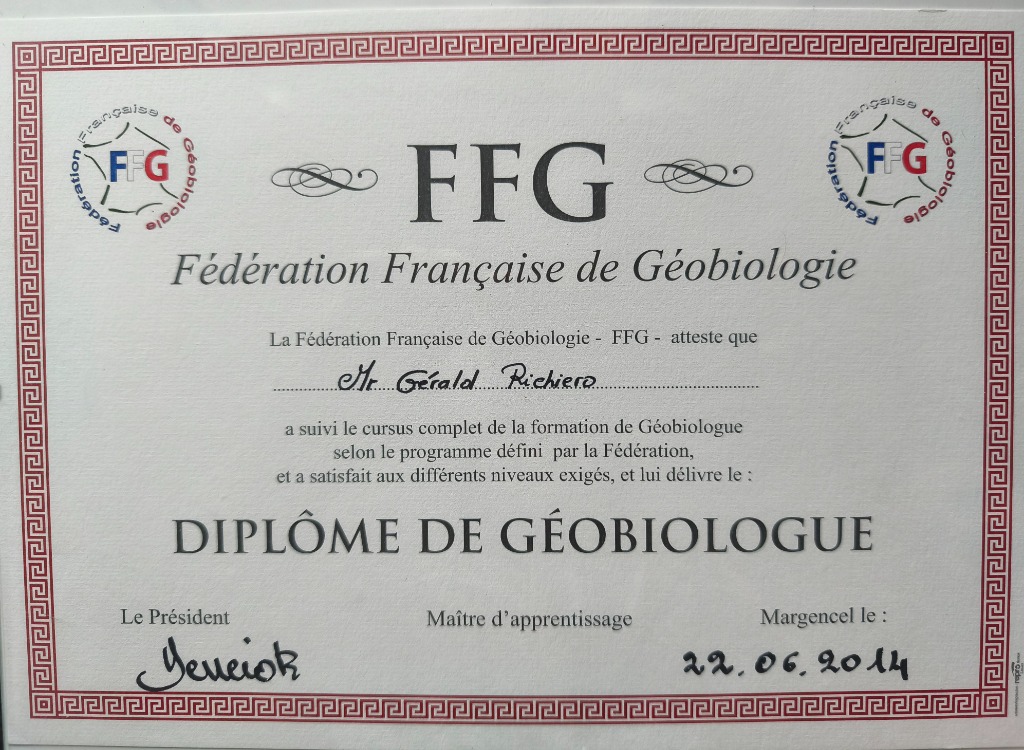 Fédération Française de Géobiologie
FFG
Fédération Française de Géobiologie
FFG
FFG
Fédération Française de Géobiologie
La Fédération Française de Géobiologie - FFG - atteste que
Mr Gérald Richiero
a suivi le cursus complet de la formation de Géobiologue
selon le programme défini par la Fédération,
et a satisfait aux différents niveaux exigés, et lui délivre le :
DIPLÔME DE GÉOBIOLOGUE
Le Président
Maître d'apprentissage
Margencel le :
22.06.2014